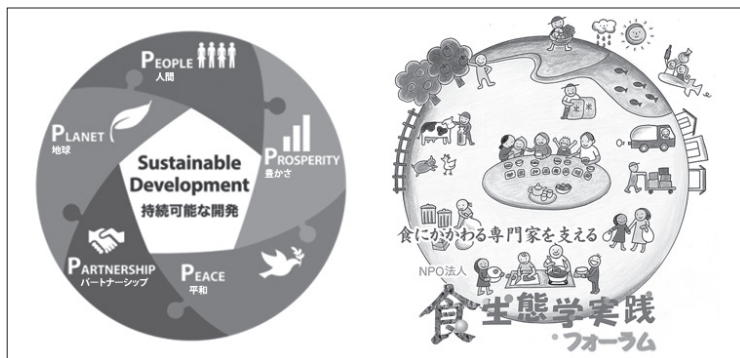 PEOPLE
人間
PLANET
地球
PROSPERITY
豊かさ
Sustainable
Development
持続可能な開発
PARTNERSHIP
パートナーシップ
PEACE
平和
食にかかわる専門家を支える
NPO法人
食生態学実践
フォーラム